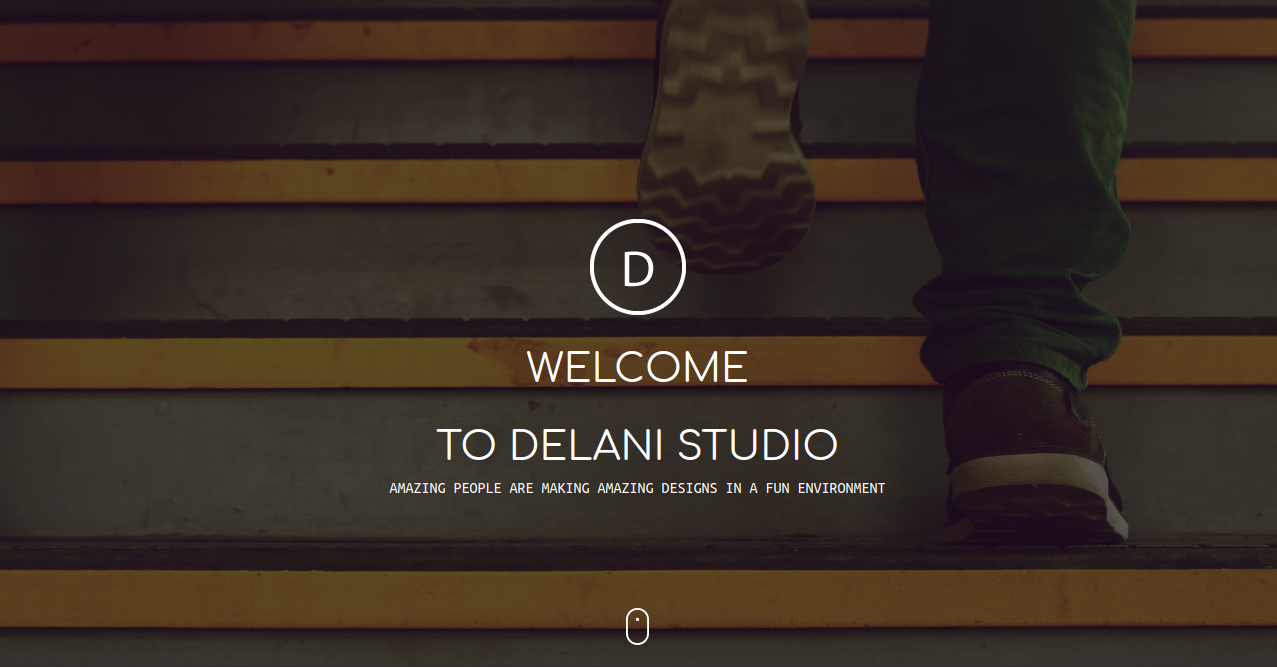 D
WELCOME
TO DELANI STUDIO
AMAZING PEOPLE ARE MAKING AMAZING DESIGNS IN A FUN ENVIRONMENT